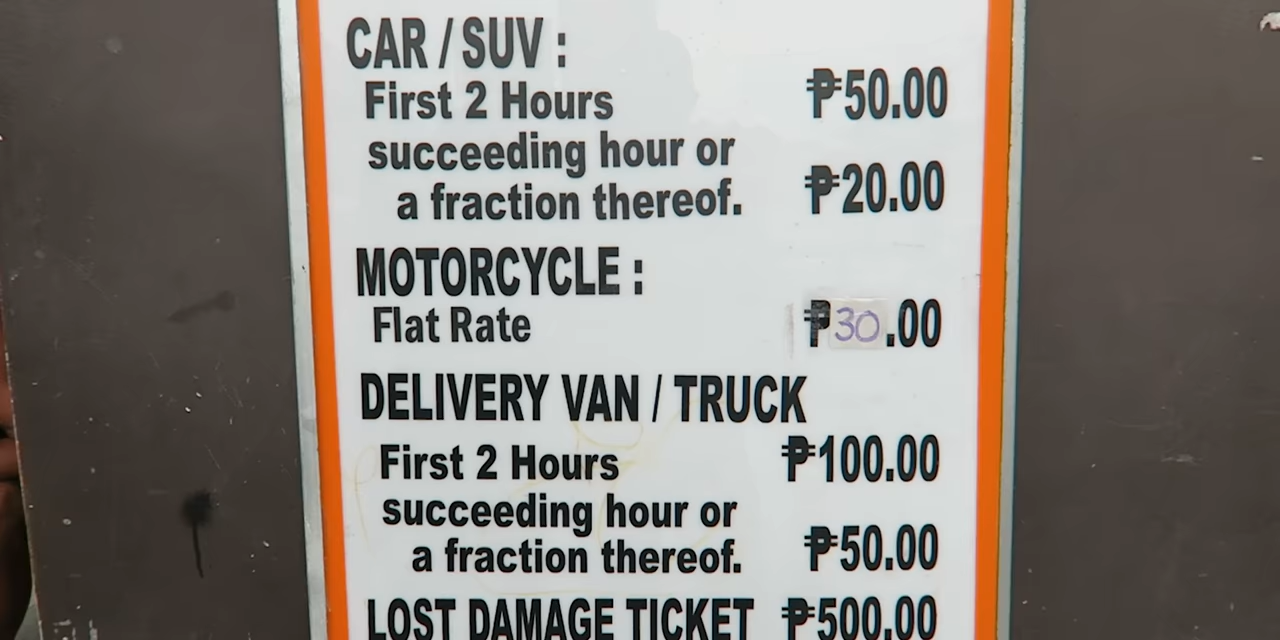 CAR / SUV :
First 2 Hours ₱50.00
succeeding hour or
a fraction thereof. ₱20.00
MOTORCYCLE :
Flat Rate ₱30.00
DELIVERY VAN / TRUCK
First 2 Hours ₱100.00
succeeding hour or
a fraction thereof. ₱50.00
LOST DAMAGE TICKET ₱500.00